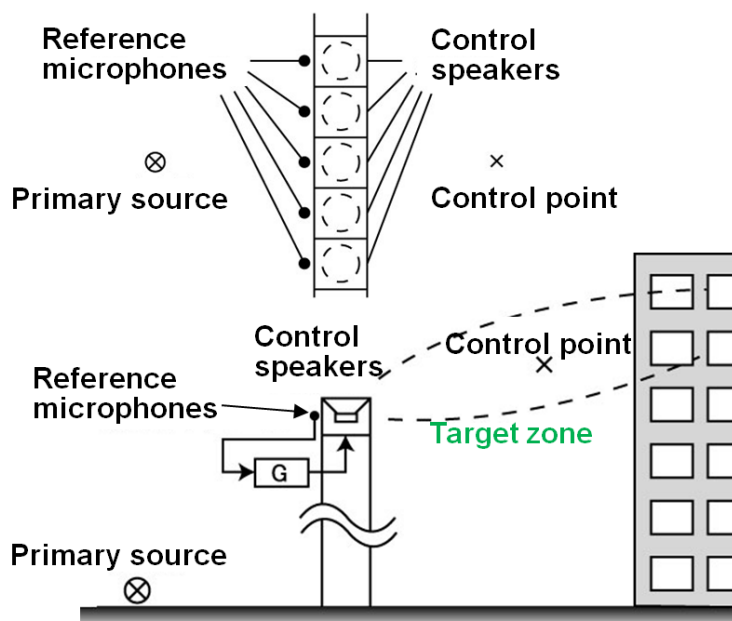 Reference
microphones
Control
speakers
Primary source
Control point
Control
speakers
Control point
Reference
microphones
Target zone
G
Primary source